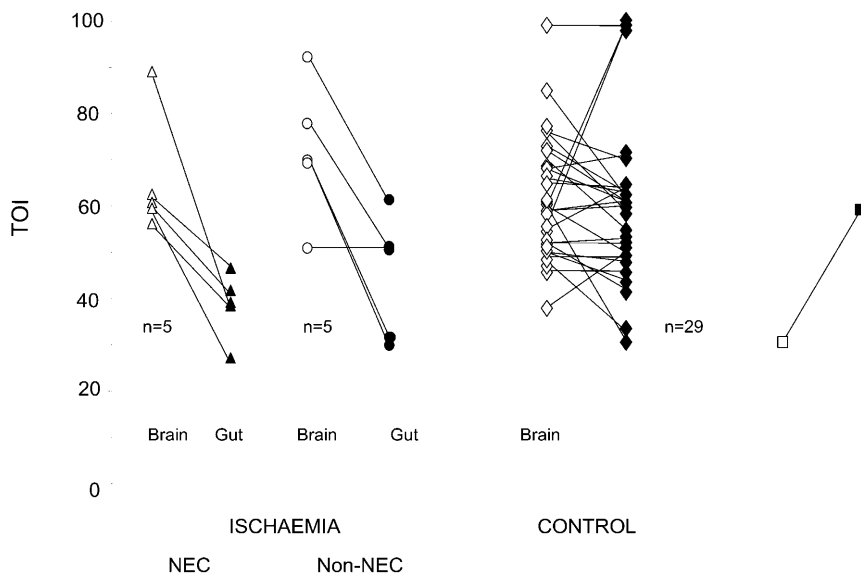 100
80
60
40
20
0
TOI
n=5
n=5
n=29
Brain Gut Brain Gut Brain
ISCHAEMIA CONTROL
NEC Non-NEC